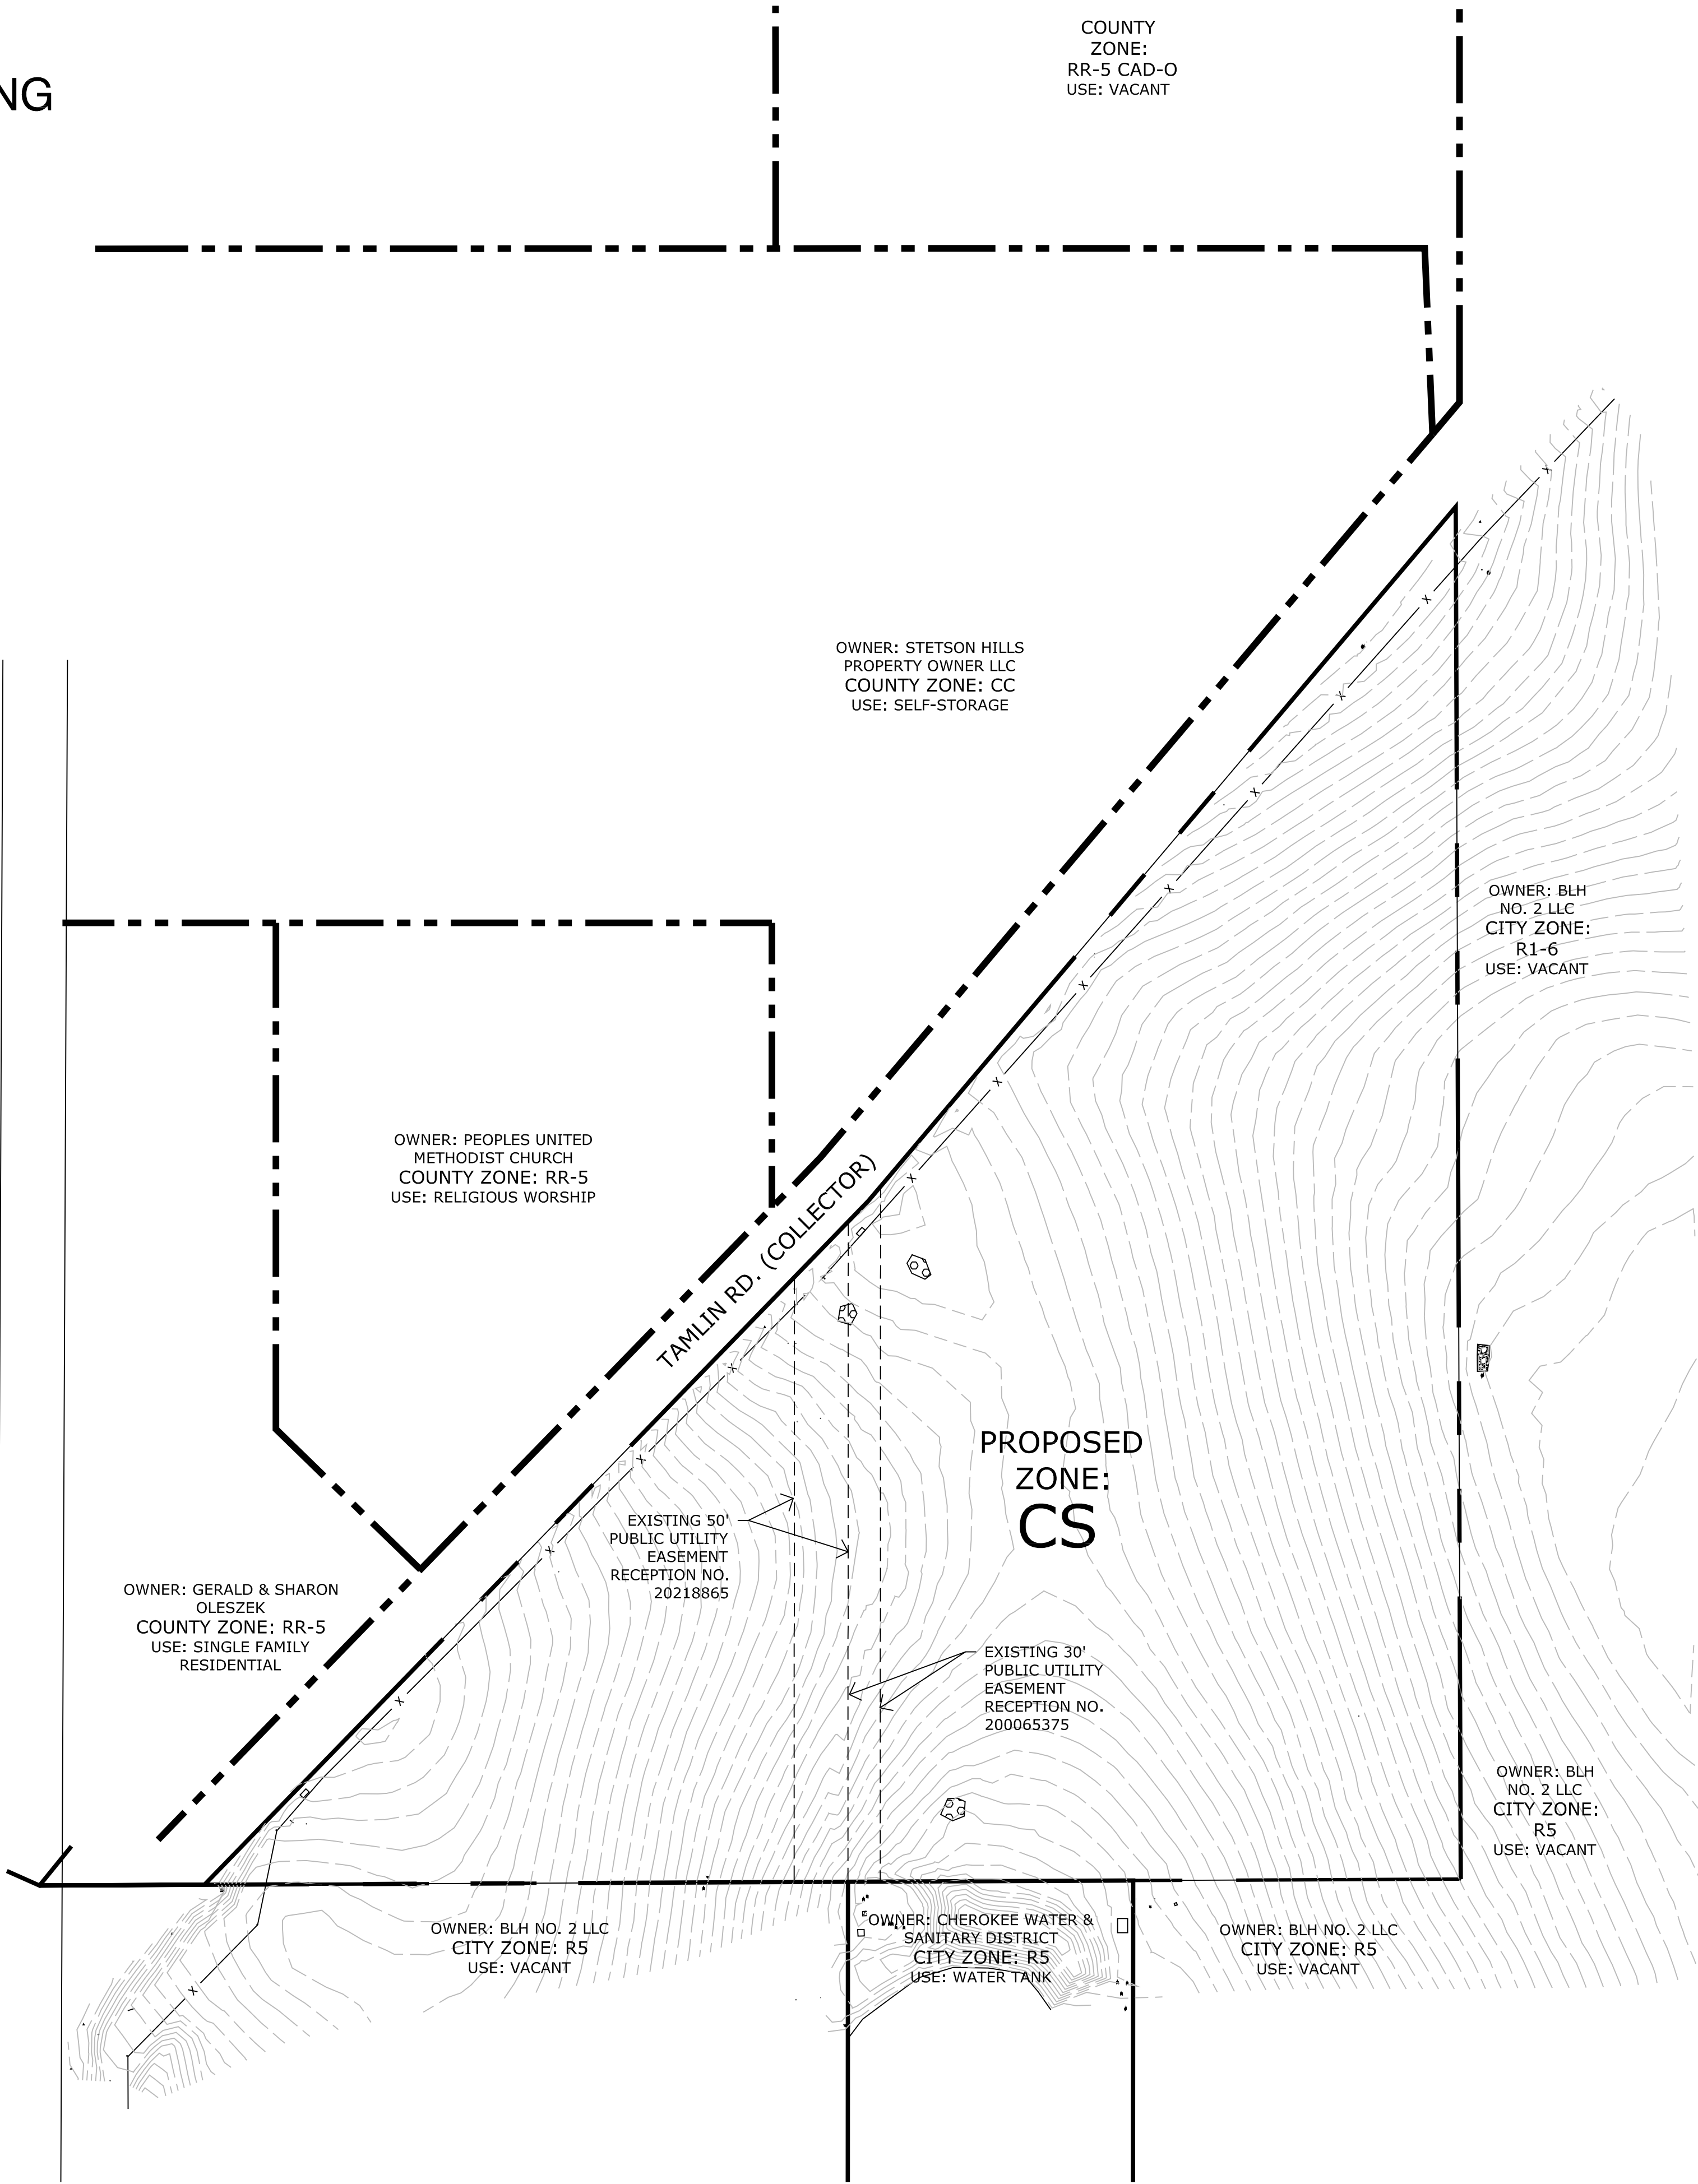 NG
COUNTY
ZONE:
RR-5 CAD-O
USE: VACANT
OWNER: STETSON HILLS
PROPERTY OWNER LLC
COUNTY ZONE: CC
USE: SELF-STORAGE
OWNER: BLH
NO. 2 LLC
CITY ZONE:
R1-6
USE: VACANT
OWNER: PEOPLES UNITED
METHODIST CHURCH
COUNTY ZONE: RR-5
USE: RELIGIOUS WORSHIP
TAMLIN RD. (COLLECTOR)
PROPOSED
ZONE:
CS
EXISTING 50'
PUBLIC UTILITY
EASEMENT
RECEPTION NO.
20218865
OWNER: GERALD & SHARON
OLESZEK
COUNTY ZONE: RR-5
USE: SINGLE FAMILY
RESIDENTIAL
EXISTING 30'
PUBLIC UTILITY
EASEMENT
RECEPTION NO.
200065375
OWNER: BLH
NO. 2 LLC
CITY ZONE:
R5
USE: VACANT
OWNER: BLH NO. 2 LLC
CITY ZONE: R5
USE: VACANT
OWNER: CHEROKEE WATER &
SANITARY DISTRICT
CITY ZONE: R5
USE: WATER TANK
OWNER: BLH NO. 2 LLC
CITY ZONE: R5
USE: VACANT